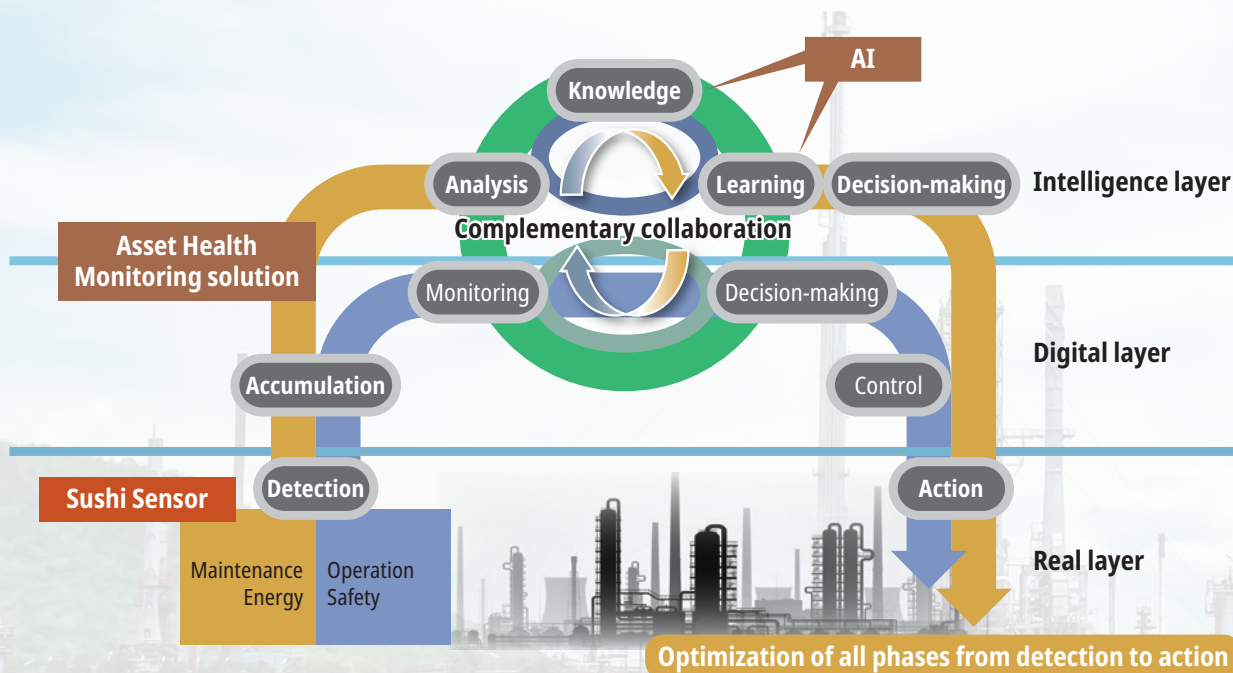 AI
Knowledge
Analysis
Learning
Decision-making
Intelligence layer
Complementary collaboration
Asset Health
Monitoring solution
Monitoring
Decision-making
Digital layer
Accumulation
Control
Sushi Sensor
Detection
Action
Maintenance
Energy
Operation
Safety
Real layer
Optimization of all phases from detection to action